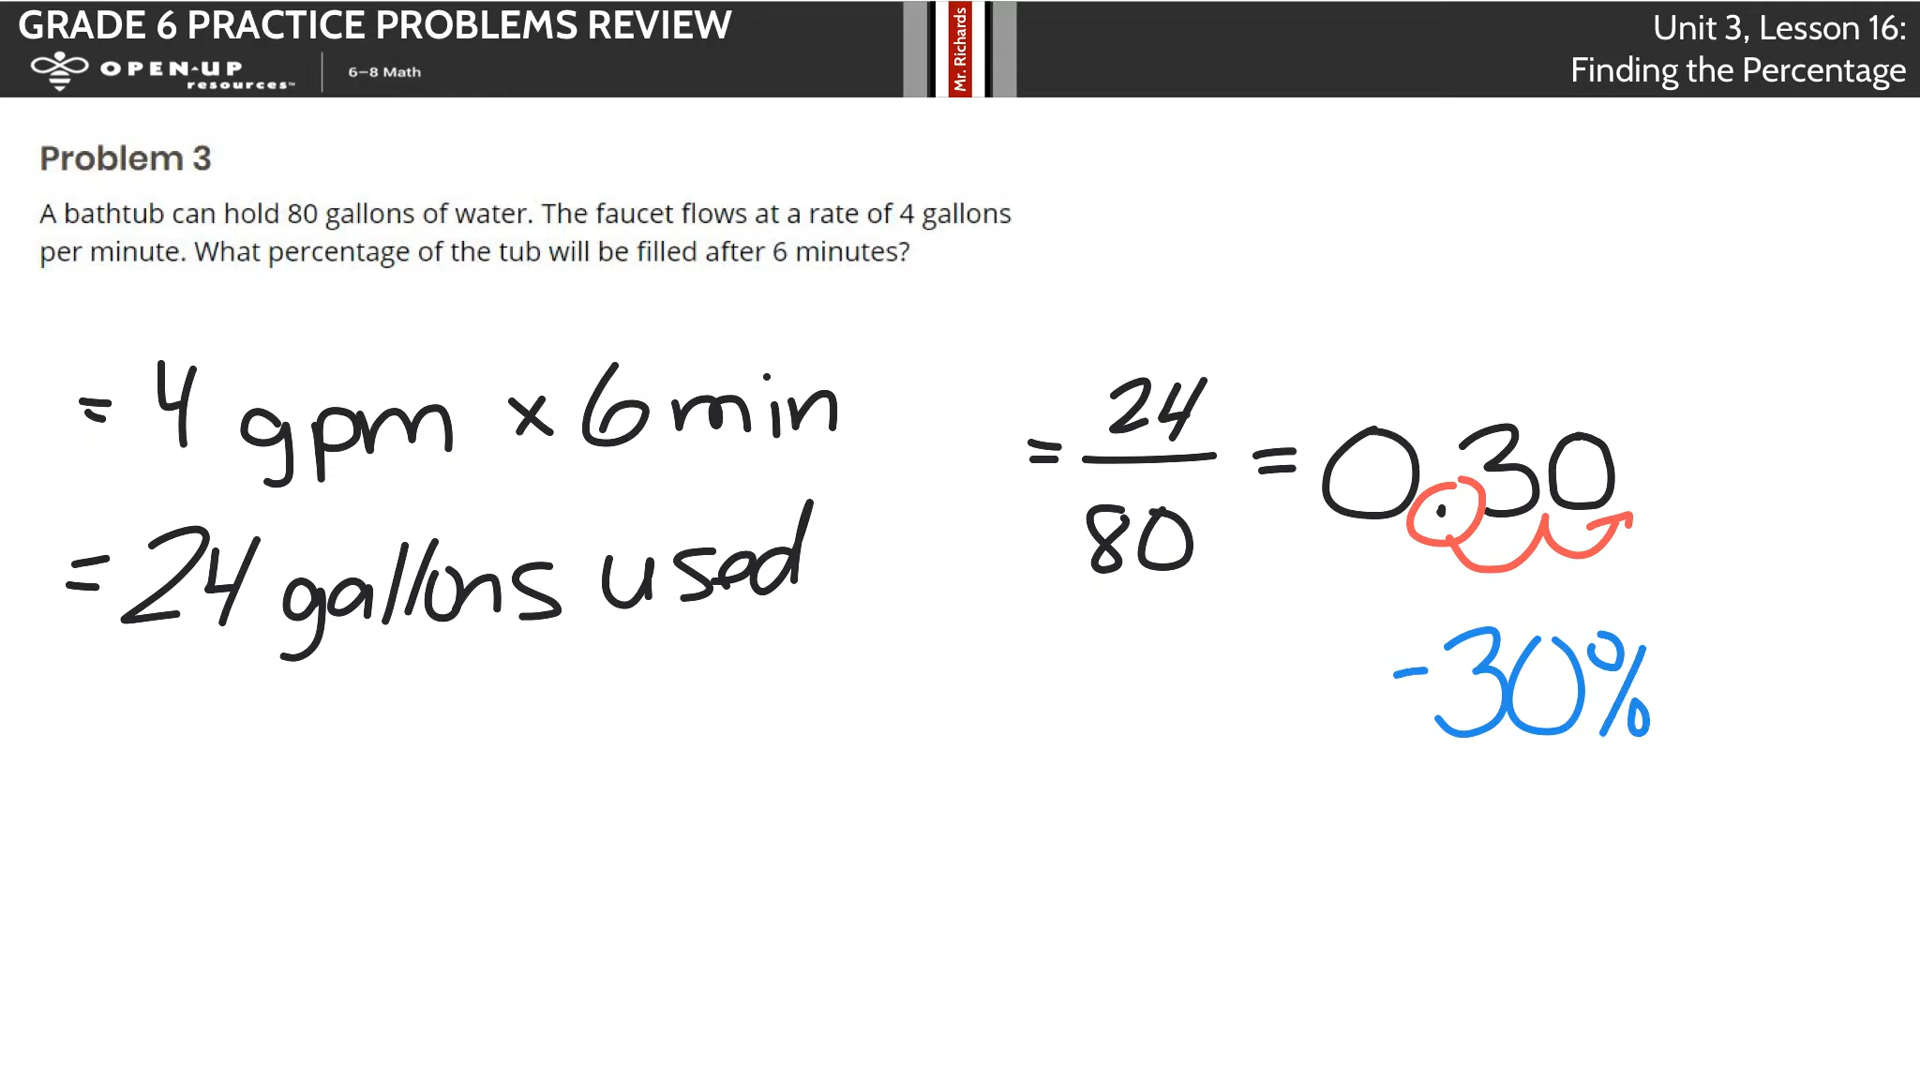 GRADE 6 PRACTICE PROBLEMS REVIEW
OPEN-UP
resources™
6–8 Math
Mr. Richards
Unit 3, Lesson 16:
Finding the Percentage
Problem 3
A bathtub can hold 80 gallons of water. The faucet flows at a rate of 4 gallons
per minute. What percentage of the tub will be filled after 6 minutes?
= 4 gpm x 6 min
= 24 gallons used
= 24/80 = 0.30
-30%